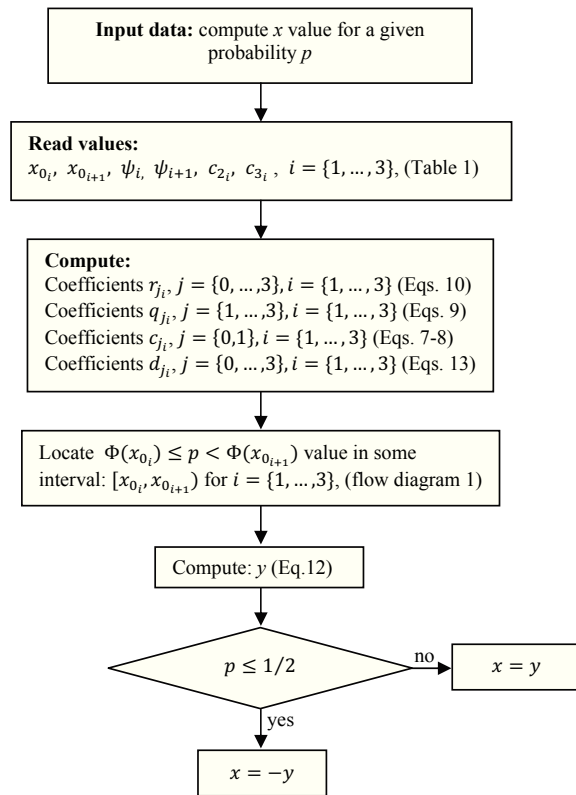 Input data: compute x value for a given
probability p
Read values:
x₀ᵢ, x₀ᵢ₊₁, ψᵢ, ψᵢ₊₁, c₂ᵢ, c₃ᵢ , i = {1, … , 3}, (Table 1)
Compute:
Coefficients rⱼᵢ, j = {0, … ,3}, i = {1, … , 3} (Eqs. 10)
Coefficients qⱼᵢ, j = {1, … ,3}, i = {1, … , 3} (Eqs. 9)
Coefficients cⱼᵢ, j = {0,1}, i = {1, … , 3} (Eqs. 7-8)
Coefficients dⱼᵢ, j = {0, … ,3}, i = {1, … , 3} (Eqs. 13)
Locate Φ(x₀ᵢ) ≤ p < Φ(x₀ᵢ₊₁) value in some
interval: [x₀ᵢ, x₀ᵢ₊₁) for i = {1, … ,3}, (flow diagram 1)
Compute: y (Eq.12)
p ≤ 1/2
no
x = y
yes
x = −y